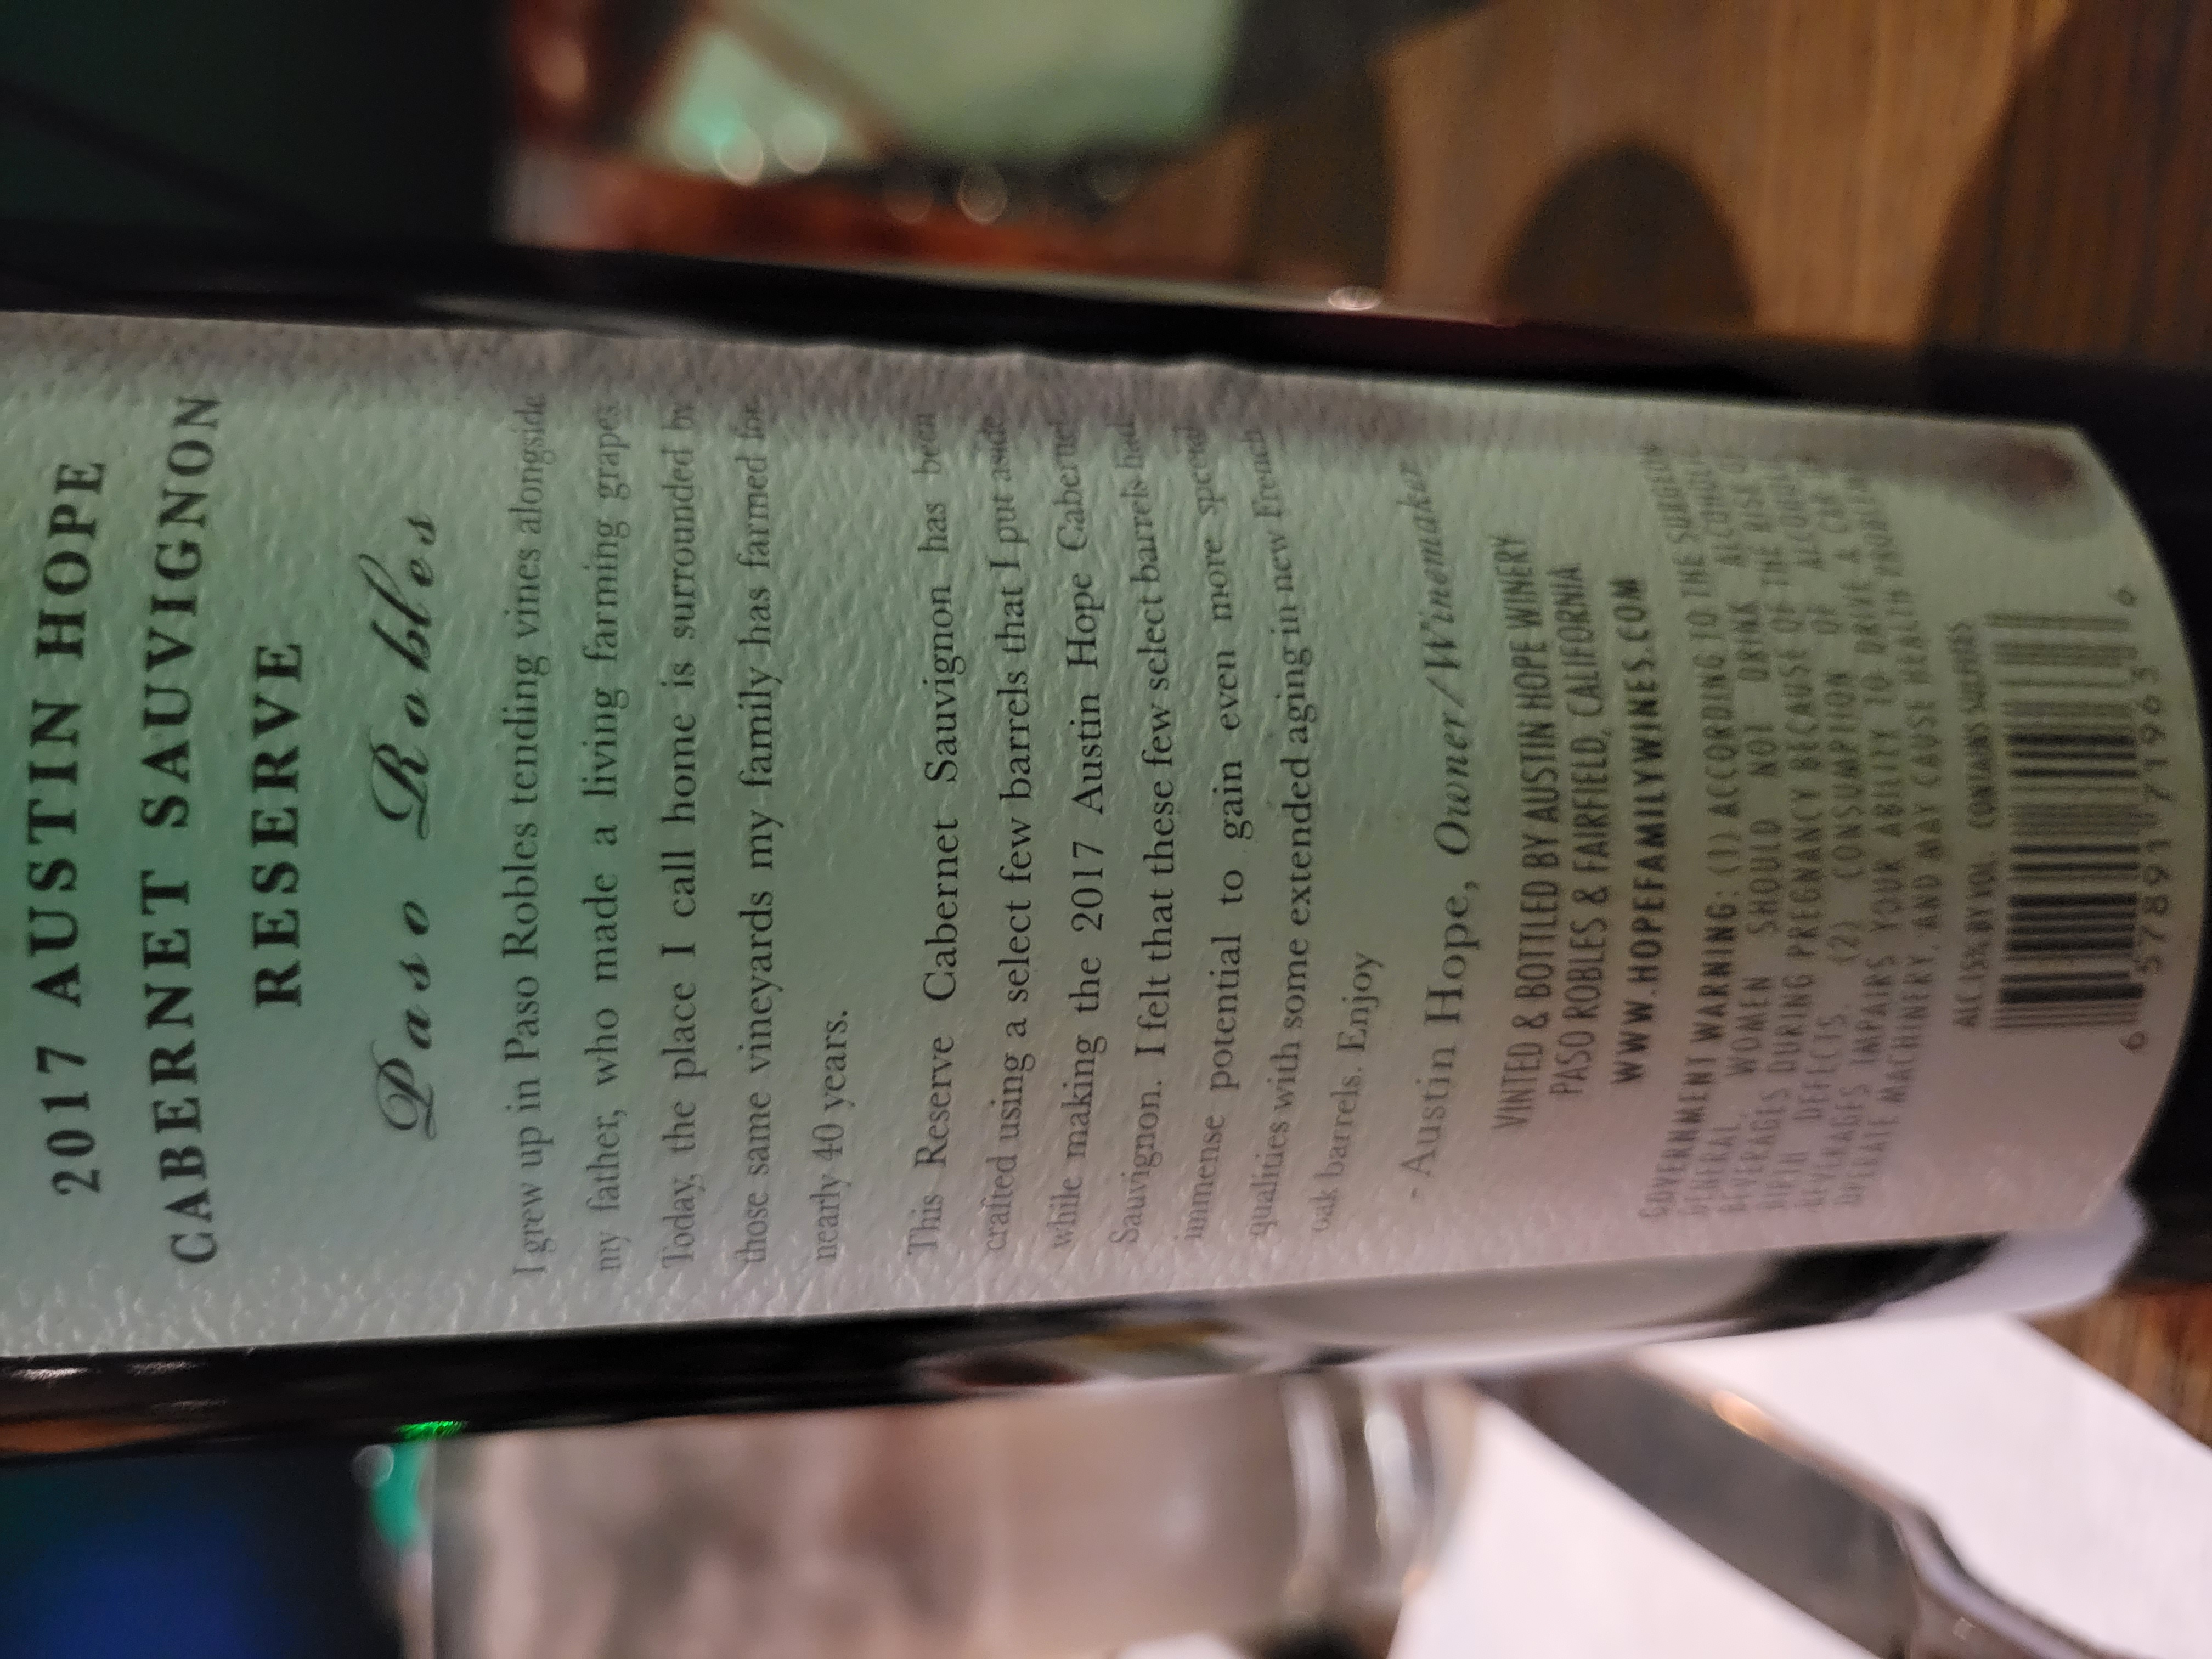 2017 AUSTIN HOPE
CABERNET SAUVIGNON
RESERVE
Paso Robles
I grew up in Paso Robles tending vines alongside
my father, who made a living farming grapes.
Today, the place I call home is surrounded by
those same vineyards my family has farmed for
nearly 40 years.
This Reserve Cabernet Sauvignon has been
crafted using a select few barrels that I put aside
while making the 2017 Austin Hope Cabernet
Sauvignon. I felt that these few select barrels had
immense potential to gain even more special
qualities with some extended aging in new French
oak barrels. Enjoy
- Austin Hope, Owner/Winemaker
VINTED & BOTTLED BY AUSTIN HOPE WINERY
PASO ROBLES & FAIRFIELD, CALIFORNIA
WWW.HOPEFAMILYWINES.COM
GOVERNMENT WARNING: (1) ACCORDING TO THE SURGEON
GENERAL, WOMEN SHOULD NOT DRINK ALCOHOLIC
BEVERAGES DURING PREGNANCY BECAUSE OF THE RISK OF
BIRTH DEFECTS. (2) CONSUMPTION OF ALCOHOLIC
BEVERAGES IMPAIRS YOUR ABILITY TO DRIVE A CAR OR
OPERATE MACHINERY, AND MAY CAUSE HEALTH PROBLEMS.
ALC 15% BY VOL CONTAINS SULFITES
6 57891 71963 6